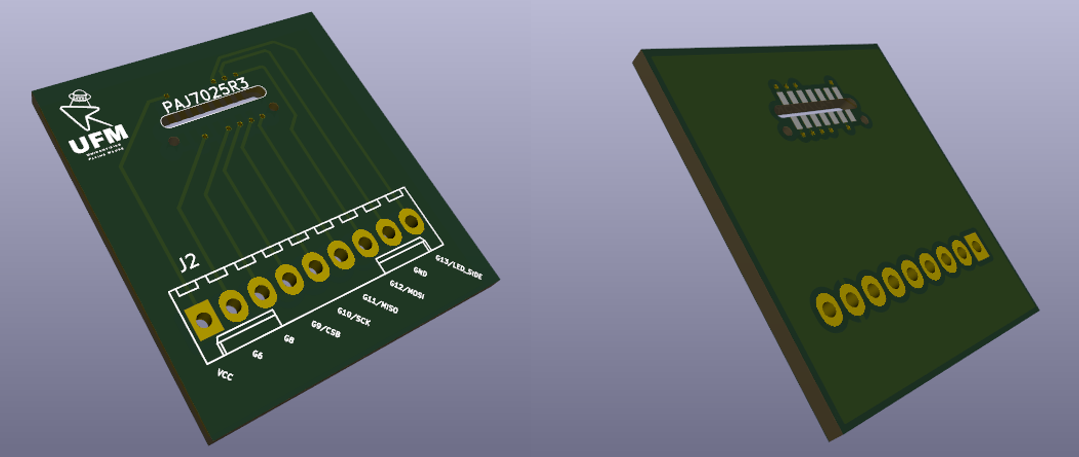 PAJ7025R3
UFM
J2
VCC
G6
G8
G9/CSB
G10/SCK
G11/MISO
G12/MOSI
GND
G13/LED_SIDE